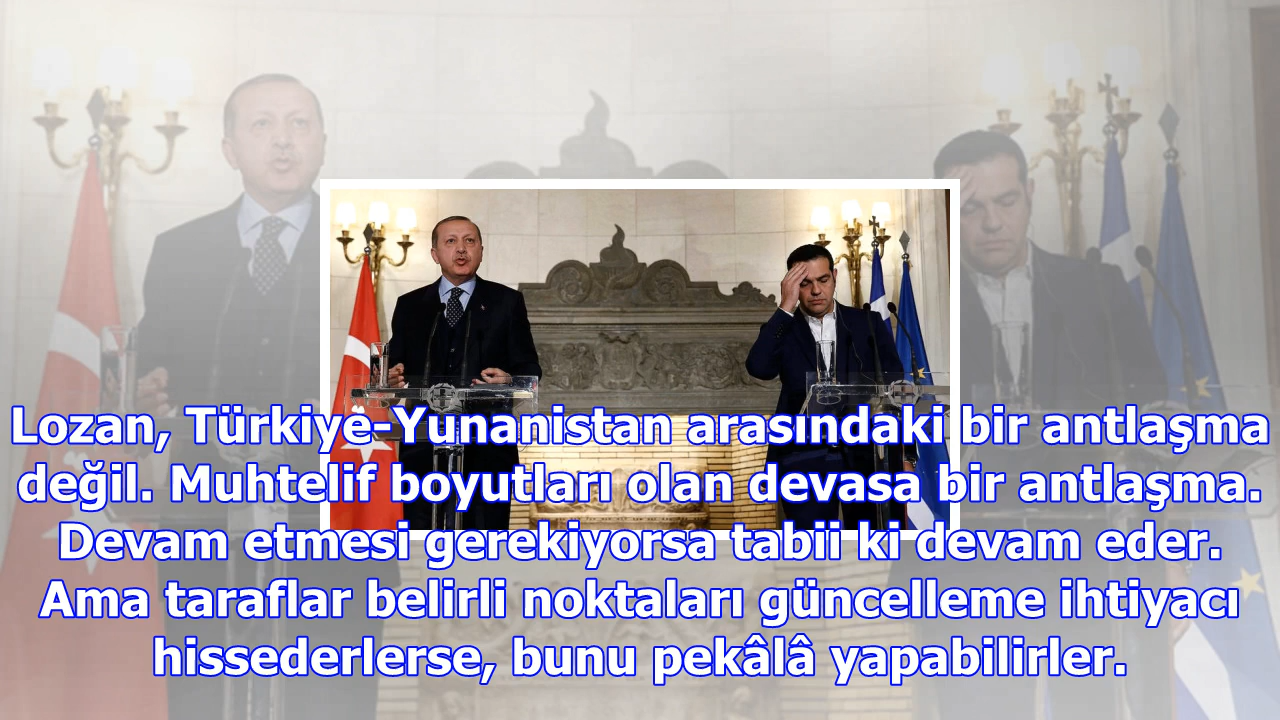 Lozan, Türkiye-Yunanistan arasındaki bir antlaşma
değil. Muhtelif boyutları olan devasa bir antlaşma.
Devam etmesi gerekiyorsa tabii ki devam eder.
Ama taraflar belirli noktaları güncelleme ihtiyacı
hissederlerse, bunu pekâlâ yapabilirler.